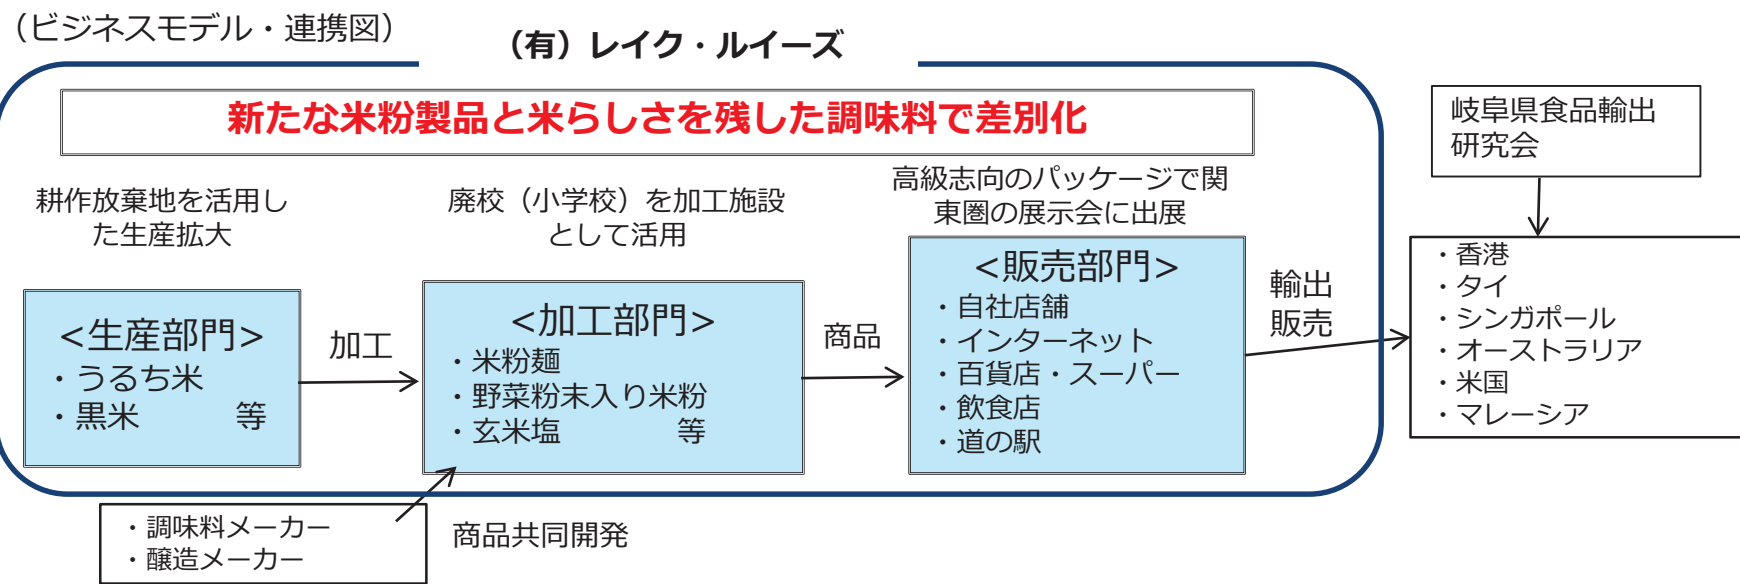 （ビジネスモデル・連携図）
（有）レイク・ルイーズ
新たな米粉製品と米らしさを残した調味料で差別化
耕作放棄地を活用し
た生産拡大
<生産部門>
・うるち米
・黒米　　　等
加工
廃校（小学校）を加工施設
として活用
<加工部門>
・米粉麺
・野菜粉末入り米粉
・玄米塩　　　等
商品
高級志向のパッケージで関
東圏の展示会に出展
<販売部門>
・自社店舗
・インターネット
・百貨店・スーパー
・飲食店
・道の駅
輸出
販売
岐阜県食品輸出
研究会
・香港
・タイ
・シンガポール
・オーストラリア
・米国
・マレーシア
・調味料メーカー
・醸造メーカー
商品共同開発